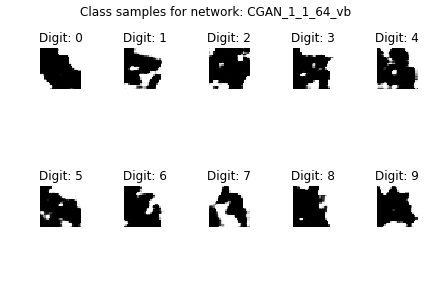 Class samples for network: CGAN_1_1_64_vb
Digit: 0 Digit: 1 Digit: 2 Digit: 3 Digit: 4
Digit: 5 Digit: 6 Digit: 7 Digit: 8 Digit: 9